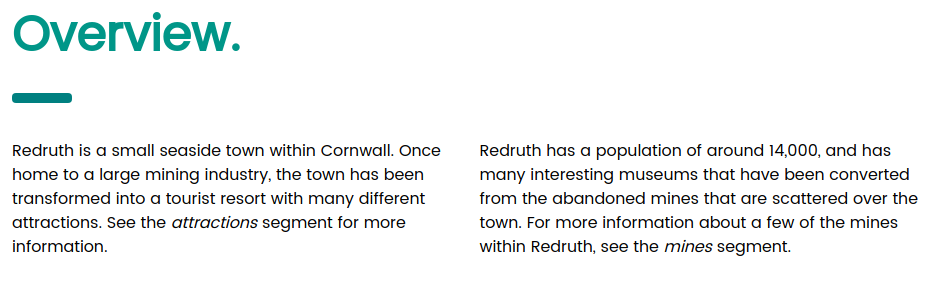 Overview.
Redruth is a small seaside town within Cornwall. Once
home to a large mining industry, the town has been
transformed into a tourist resort with many different
attractions. See the attractions segment for more
information.
Redruth has a population of around 14,000, and has
many interesting museums that have been converted
from the abandoned mines that are scattered over the
town. For more information about a few of the mines
within Redruth, see the mines segment.